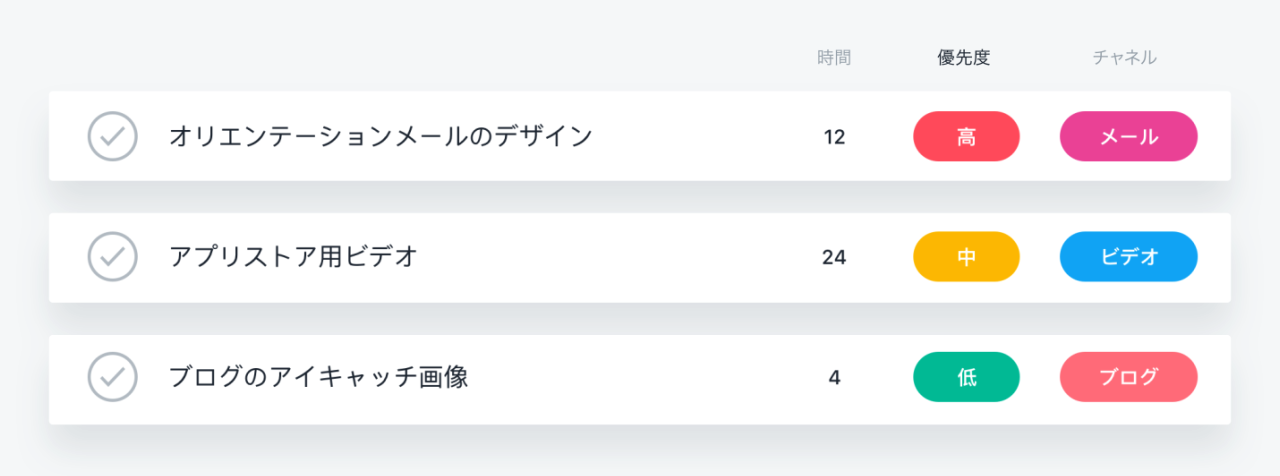 時間 優先度 チャネル
オリエンテーションメールのデザイン 12 高 メール
アプリストア用ビデオ 24 中 ビデオ
ブログのアイキャッチ画像 4 低 ブログ